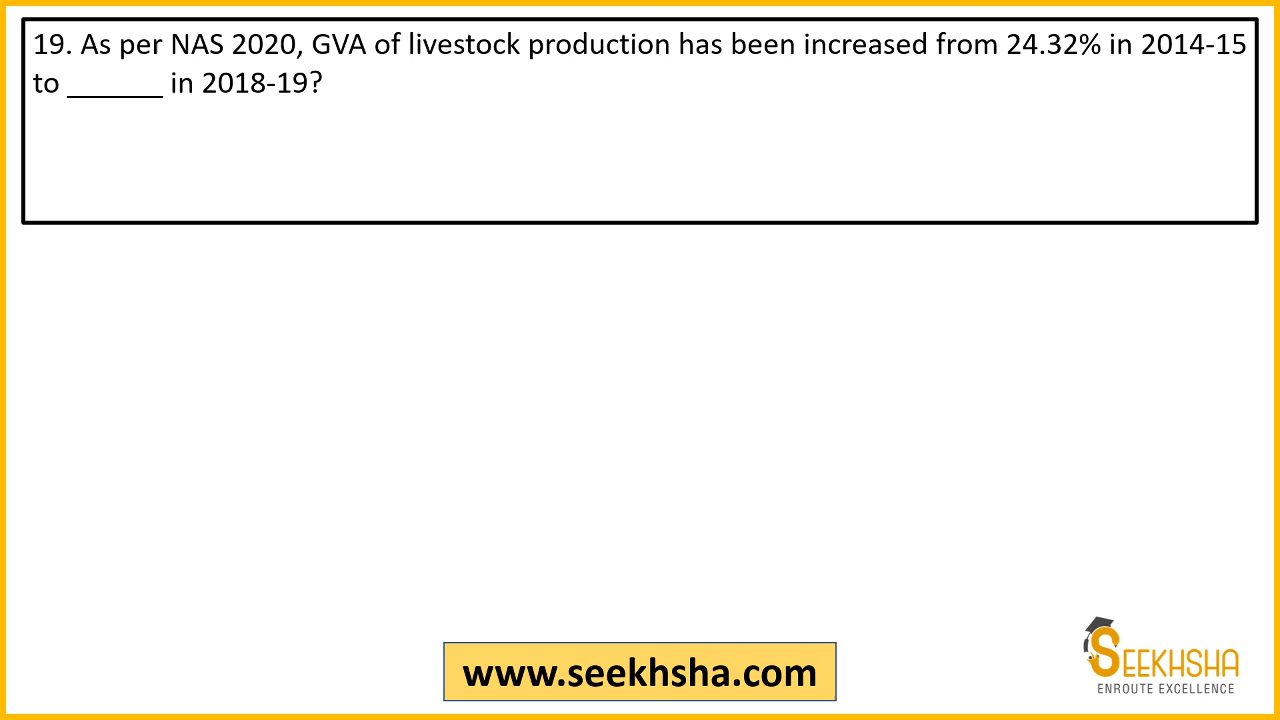 19. As per NAS 2020, GVA of livestock production has been increased from 24.32% in 2014-15
to ______ in 2018-19?
www.seekhsha.com
SEEKHSHA
ENROUTE EXCELLENCE